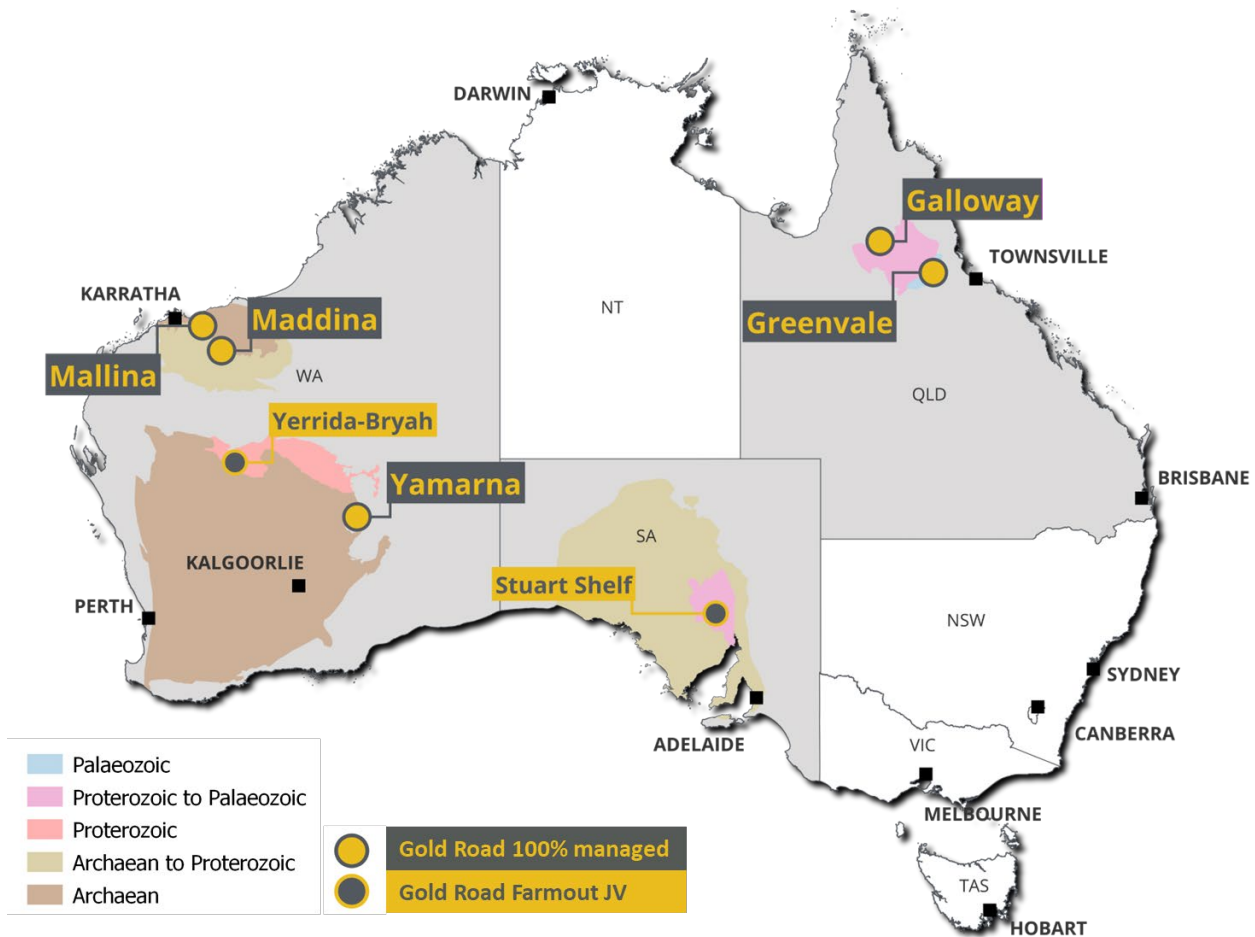 DARWIN
Galloway
TOWNSVILLE
KARRATHA
Maddina
NT
Greenvale
Mallina
WA
QLD
Yerrida-Bryah
Yamarna
BRISBANE
SA
KALGOORLIE
Stuart Shelf
PERTH
NSW
SYDNEY
CANBERRA
ADELAIDE
VIC
MELBOURNE
TAS
HOBART
Palaeozoic
Proterozoic to Palaeozoic
Proterozoic
Archaean to Proterozoic
Archaean
Gold Road 100% managed
Gold Road Farmout JV